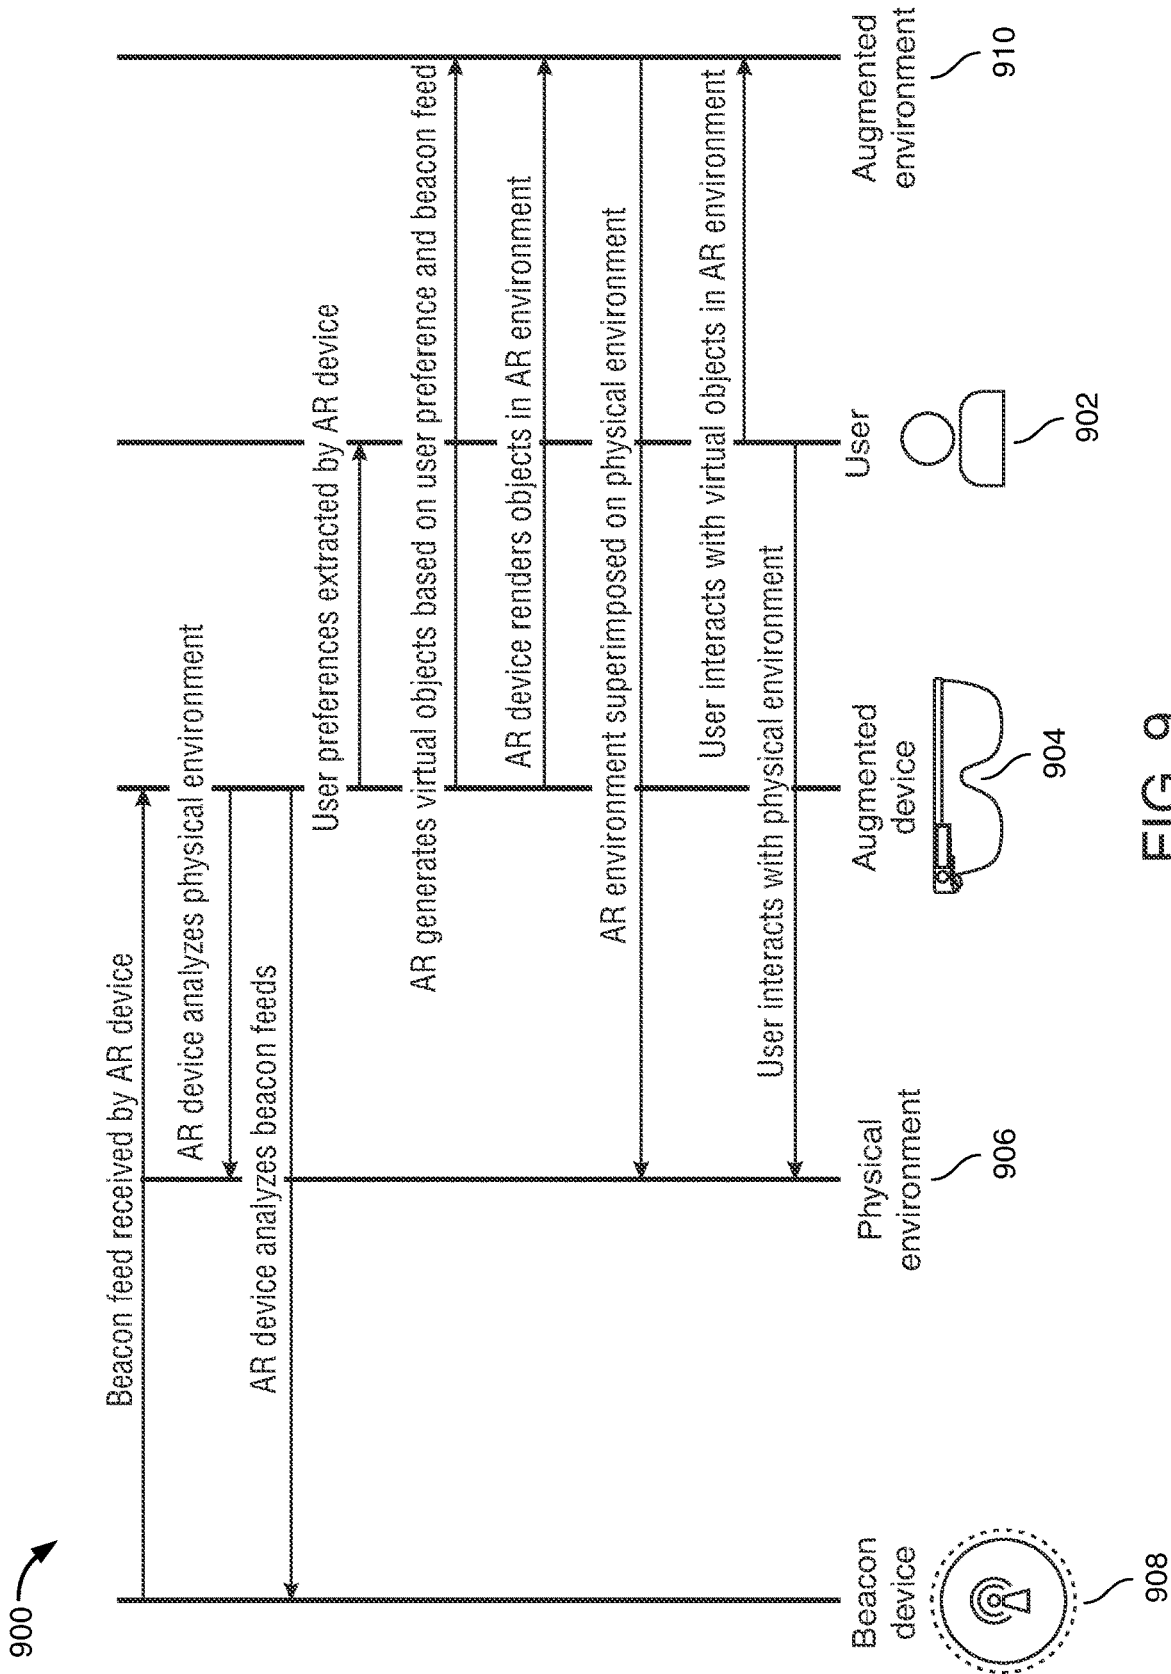 900
Beacon feed received by AR device
AR device analyzes physical environment
AR device analyzes beacon feeds
User preferences extracted by AR device
AR generates virtual objects based on user preference and beacon feed
AR device renders objects in AR environment
AR environment superimposed on physical environment
User interacts with virtual objects in AR environment
User interacts with physical environment
Beacon
device
908
Physical
environment
906
Augmented
device
904
User
902
Augmented
environment
910
FIG. 9